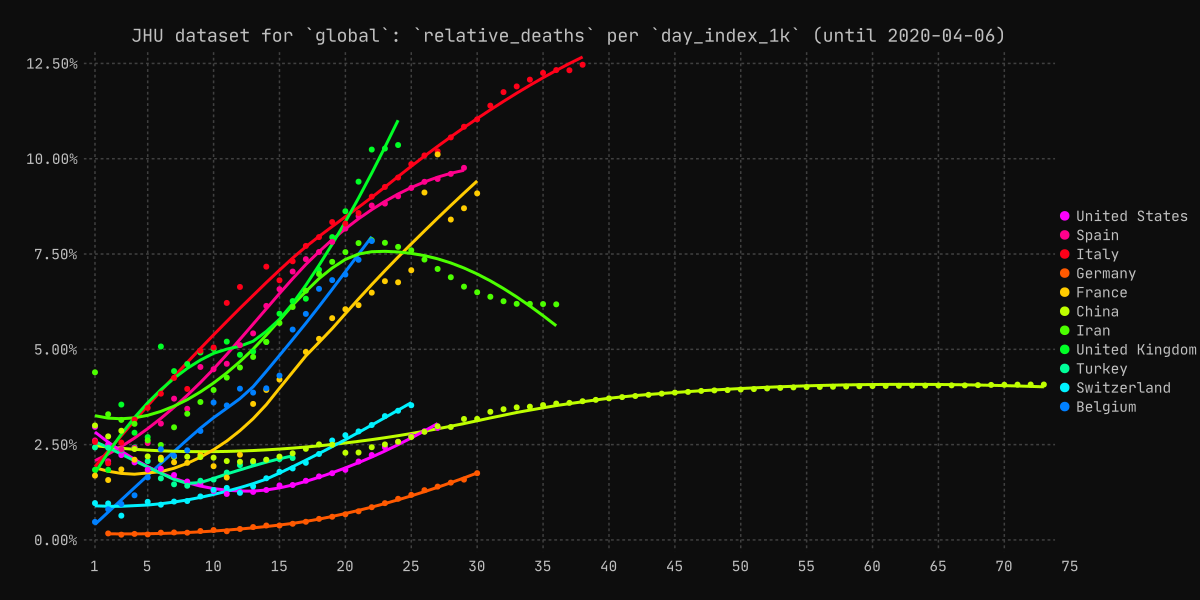 JHU dataset for `global`: `relative_deaths` per `day_index_1k` (until 2020-04-06)
12.50%
10.00%
7.50%
5.00%
2.50%
0.00%
1 5 10 15 20 25 30 35 40 45 50 55 60 65 70 75
United States
Spain
Italy
Germany
France
China
Iran
United Kingdom
Turkey
Switzerland
Belgium